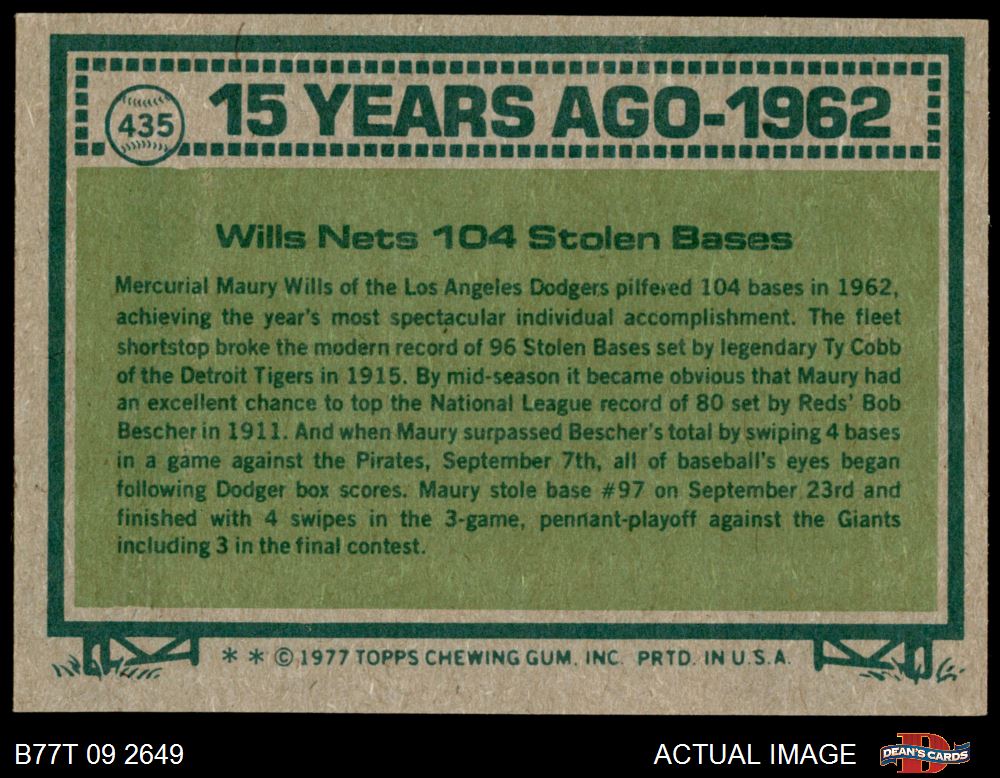 435
15 YEARS AGO-1962
Wills Nets 104 Stolen Bases
Mercurial Maury Wills of the Los Angeles Dodgers pilfered 104 bases in 1962,
achieving the year's most spectacular individual accomplishment. The fleet
shortstop broke the modern record of 96 Stolen Bases set by legendary Ty Cobb
of the Detroit Tigers in 1915. By mid-season it became obvious that Maury had
an excellent chance to top the National League record of 80 set by Reds' Bob
Bescher in 1911. And when Maury surpassed Bescher's total by swiping 4 bases
in a game against the Pirates, September 7th, all of baseball's eyes began
following Dodger box scores. Maury stole base #97 on September 23rd and
finished with 4 swipes in the 3-game, pennant-playoff against the Giants
including 3 in the final contest.
* * © 1977 TOPPS CHEWING GUM, INC. PRTD. IN U.S.A.
B77T 09 2649
ACTUAL IMAGE
D
DEAN'S CARDS